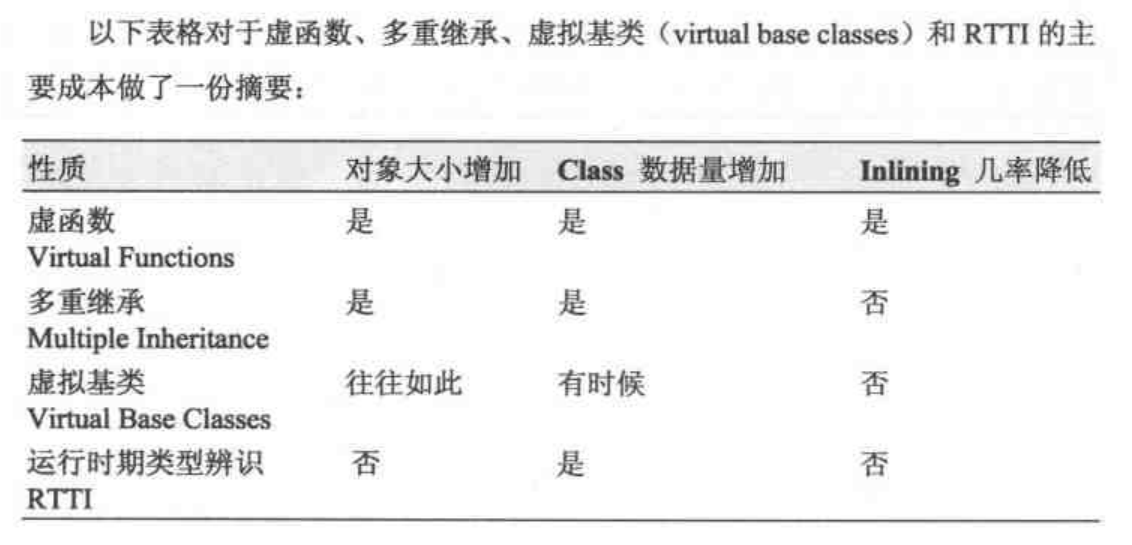 以下表格对于虚函数、多重继承、虚拟基类（virtual base classes）和 RTTI 的主
要成本做了一份摘要：
性质 对象大小增加 Class 数据量增加 Inlining 几率降低
虚函数 是 是 是
Virtual Functions
多重继承 是 是 否
Multiple Inheritance
虚拟基类 往往如此 有时候 否
Virtual Base Classes
运行时期类型辨识 否 是 否
RTTI